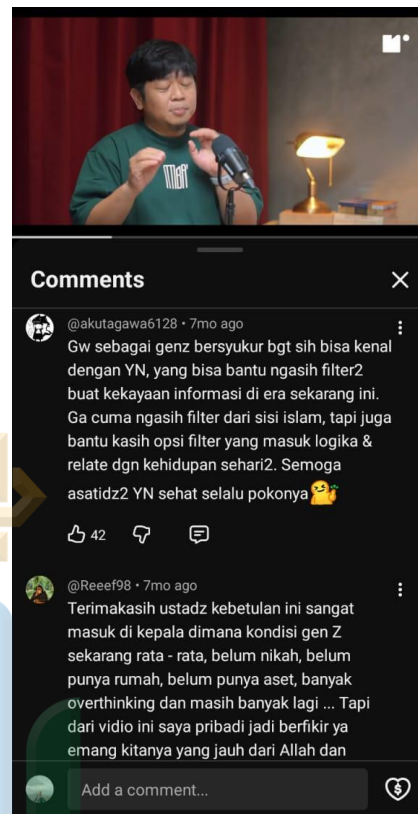 Comments
@akutagawa6128 • 7mo ago
Gw sebagai genz bersyukur bgt sih bisa kenal
dengan YN, yang bisa bantu ngasih filter2
buat kekayaan informasi di era sekarang ini.
Ga cuma ngasih filter dari sisi islam, tapi juga
bantu kasih opsi filter yang masuk logika &
relate dgn kehidupan sehari2. Semoga
asatidz2 YN sehat selalu pokonya
42
@Reeef98 • 7mo ago
Terimakasih ustadz kebetulan ini sangat
masuk di kepala dimana kondisi gen Z
sekarang rata - rata, belum nikah, belum
punya rumah, belum punya aset, banyak
overthinking dan masih banyak lagi ... Tapi
dari vidio ini saya pribadi jadi berfikir ya
emang kitanya yang jauh dari Allah dan
Add a comment...